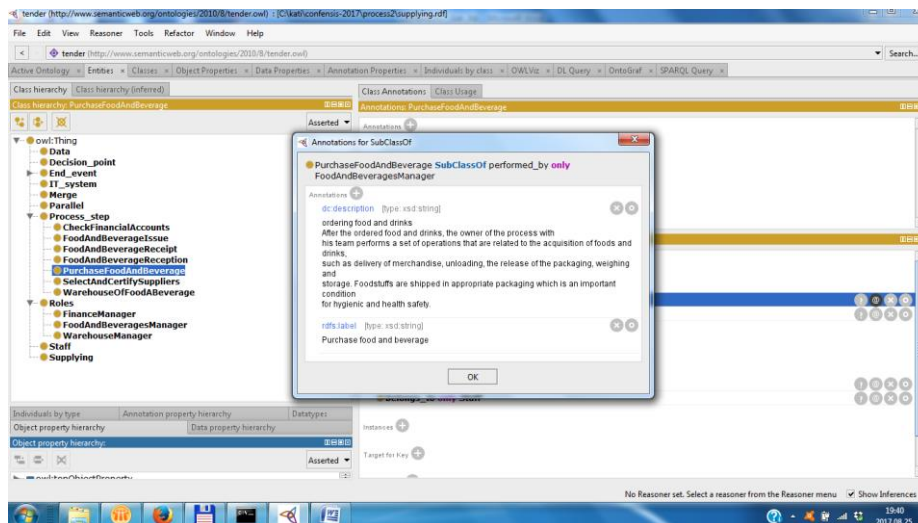 tender (http://www.semanticweb.org/ontologies/2010/8/tender.owl) : [C:\kati\confensis-2017\process2\supplying.rdf]
File Edit View Reasoner Tools Refactor Window Help
tender (http://www.semanticweb.org/ontologies/2010/8/tender.owl)
Search...
Active Ontology Entities Classes Object Properties Data Properties Annotation Properties Individuals by class OWLViz DL Query OntoGraf SPARQL Query
Class hierarchy Class hierarchy (inferred)
Class Annotations Class Usage
Class hierarchy: PurchaseFoodAndBeverage
Annotations: PurchaseFoodAndBeverage
Asserted
Annotations
owl:Thing
Data
Decision_point
End_event
IT_system
Merge
Parallel
Process_step
CheckFinancialAccounts
FoodAndBeverageIssue
FoodAndBeverageReceipt
FoodAndBeverageReception
PurchaseFoodAndBeverage
SelectAndCertifySuppliers
WarehouseOfFoodABeverage
Roles
FinanceManager
FoodAndBeveragesManager
WarehouseManager
Staff
Supplying
Annotations for SubClassOf
PurchaseFoodAndBeverage SubClassOf performed_by only
FoodAndBeveragesManager
Annotations
dc:description [type: xsd:string]
ordering food and drinks
After the ordered food and drinks, the owner of the process with
his team performs a set of operations that are related to the acquisition of foods and
drinks,
such as delivery of merchandise, unloading, the release of the packaging, weighing
and
storage. Foodstuffs are shipped in appropriate packaging which is an important
condition
for hygienic and health safety.
rdfs:label [type: xsd:string]
Purchase food and beverage
OK
belongs_to only Staff
Instances
Target for Key
Individuals by type Annotation property hierarchy Datatypes
Object property hierarchy Data property hierarchy
Object property hierarchy:
Asserted
owl:topObjectProperty
No Reasoner set. Select a reasoner from the Reasoner menu Show Inferences
19:40
2017.08.25.